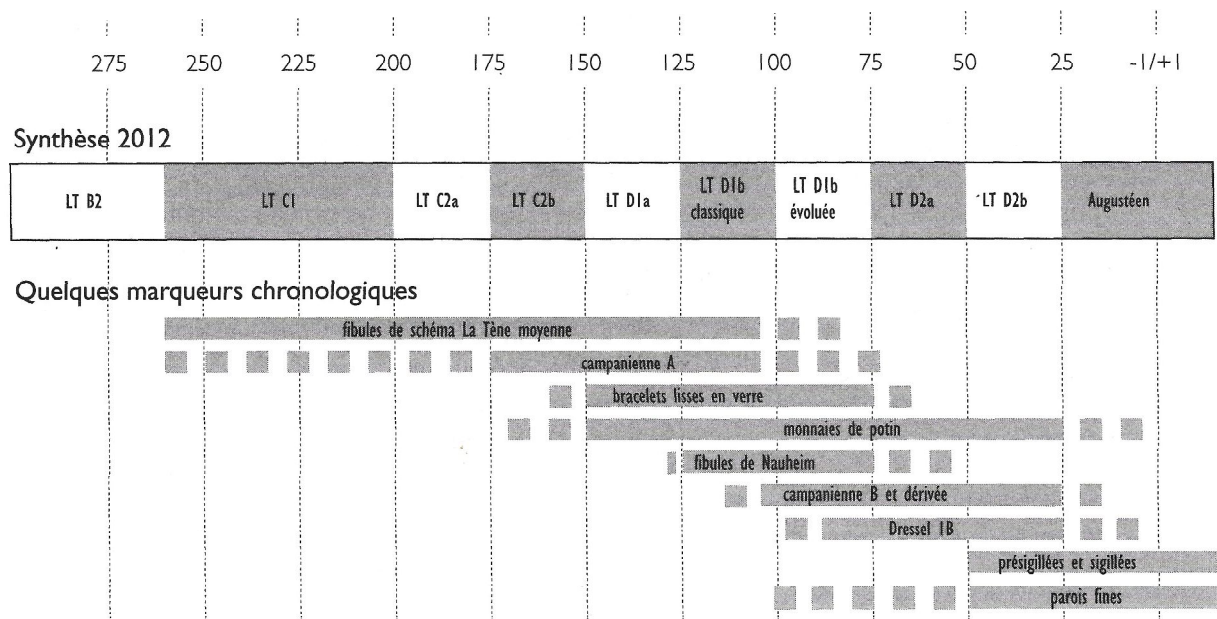 275 250 225 200 175 150 125 100 75 50 25 -1/+1
Synthèse 2012
LT B2 LT C1 LT C2a LT C2b LT D1a LT D1b classique LT D1b évoluée LT D2a LT D2b Augustéen
Quelques marqueurs chronologiques
fibules de schéma La Tène moyenne
campanienne A
bracelets lisses en verre
monnaies de potin
fibules de Nauheim
campanienne B et dérivée
Dressel 1B
présigillées et sigillées
parois fines